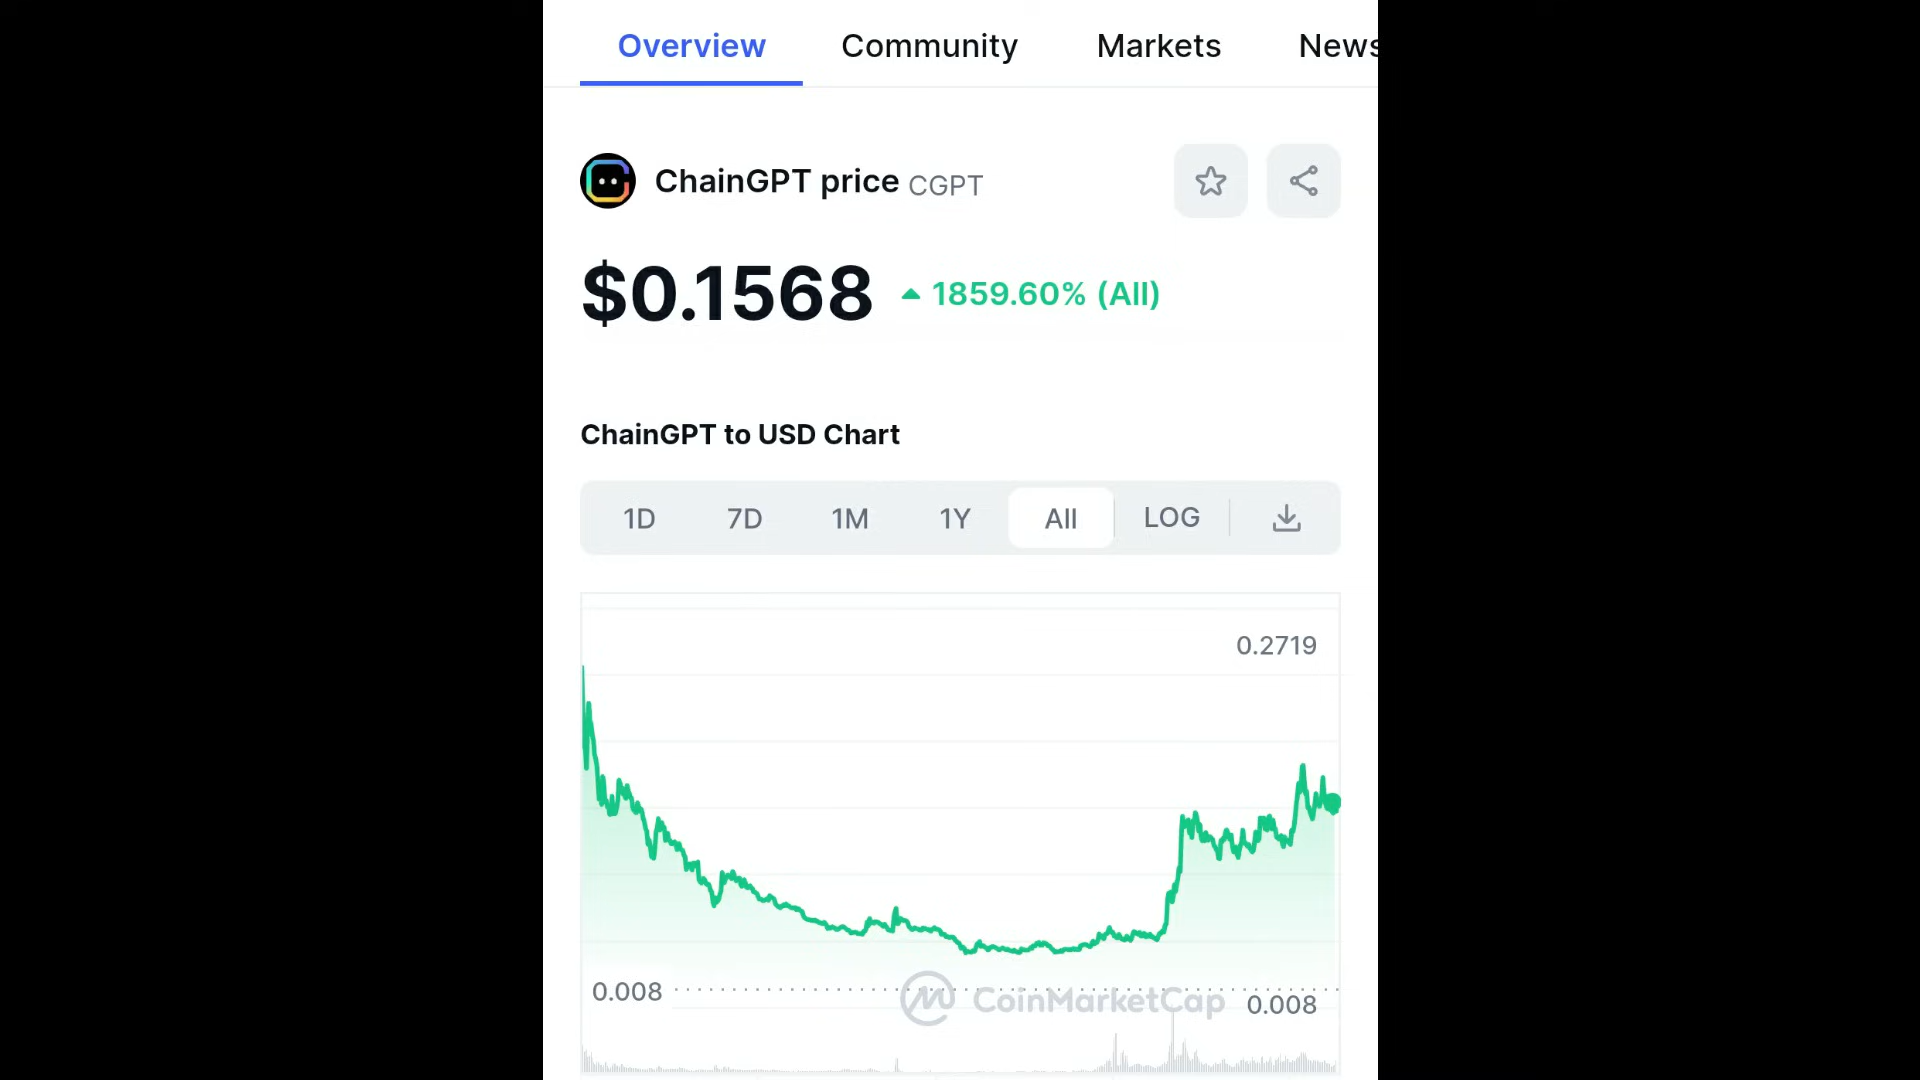 Overview Community Markets News
ChainGPT price CGPT
$0.1568 1859.60% (All)
ChainGPT to USD Chart
1D 7D 1M 1Y All LOG
0.2719
0.008
CoinMarketCap
0.008